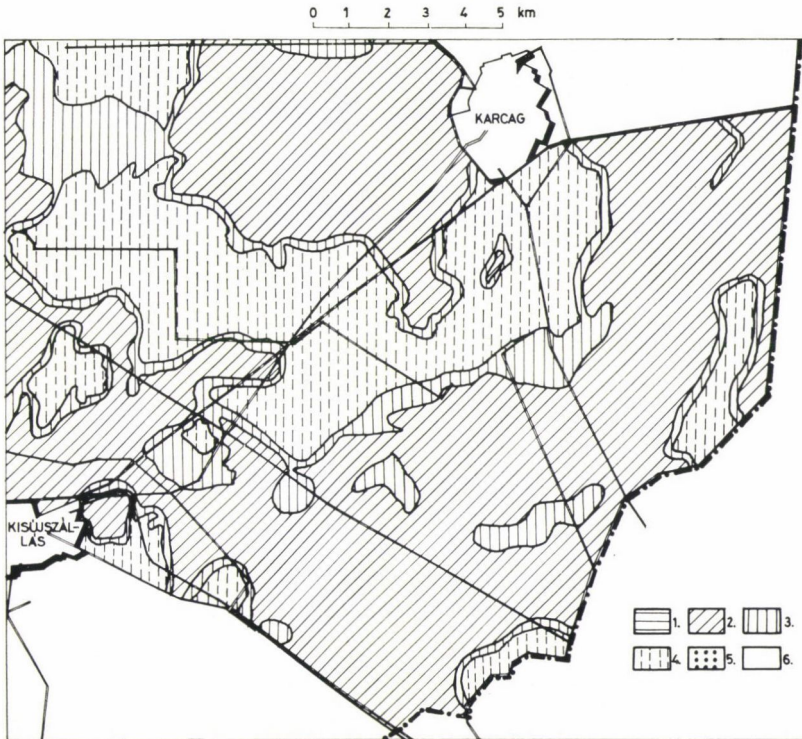 0 1 2 3 4 5 km
KARCAG
KISÚJSZÁL-
LÁS
1. 2. 3.
4. 5. 6.